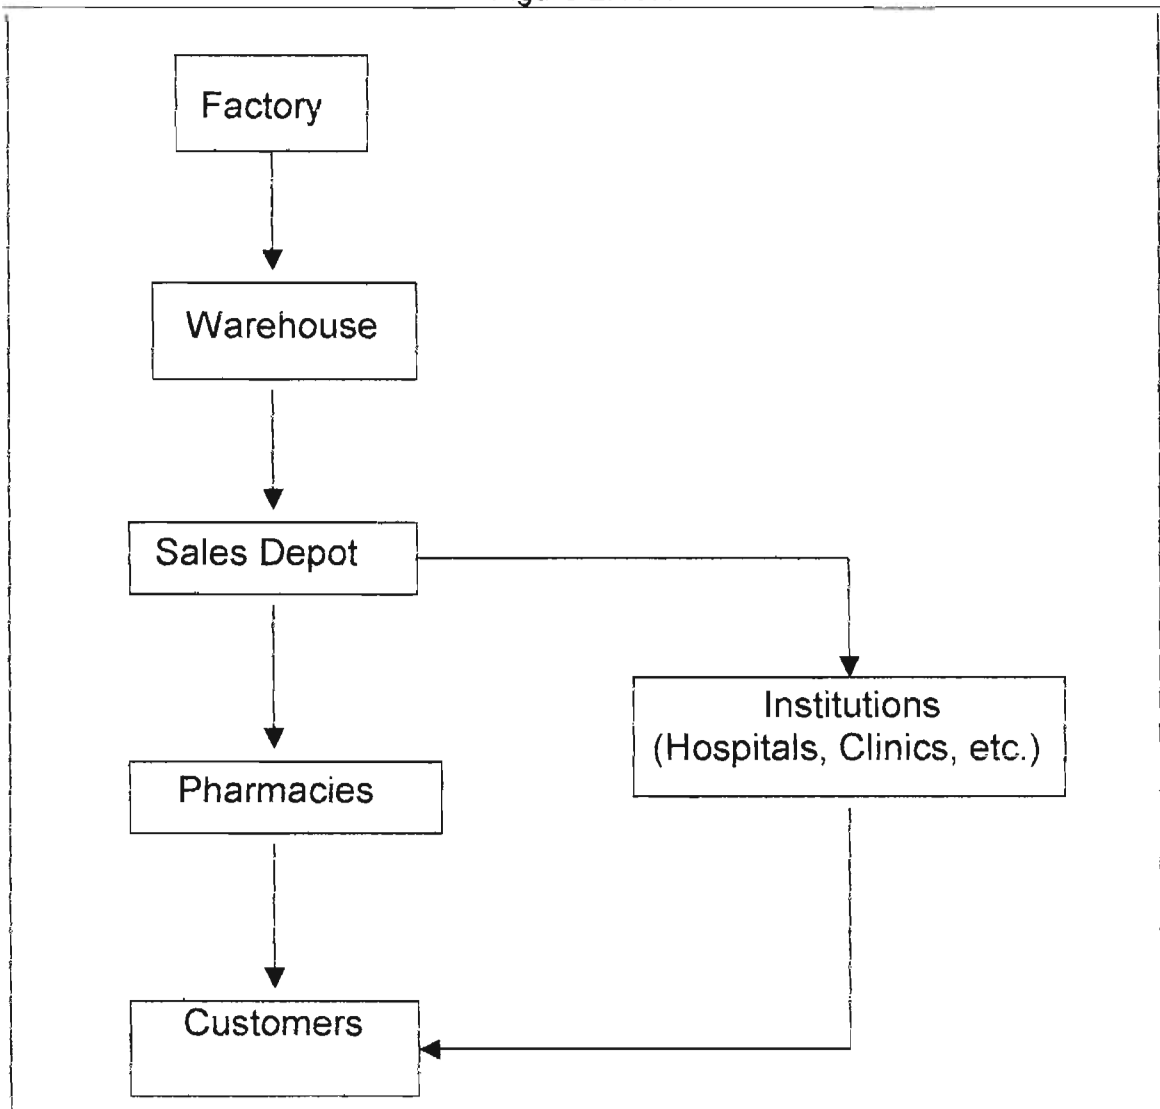 Factory
Warehouse
Sales Depot
Institutions
(Hospitals, Clinics, etc.)
Pharmacies
Customers